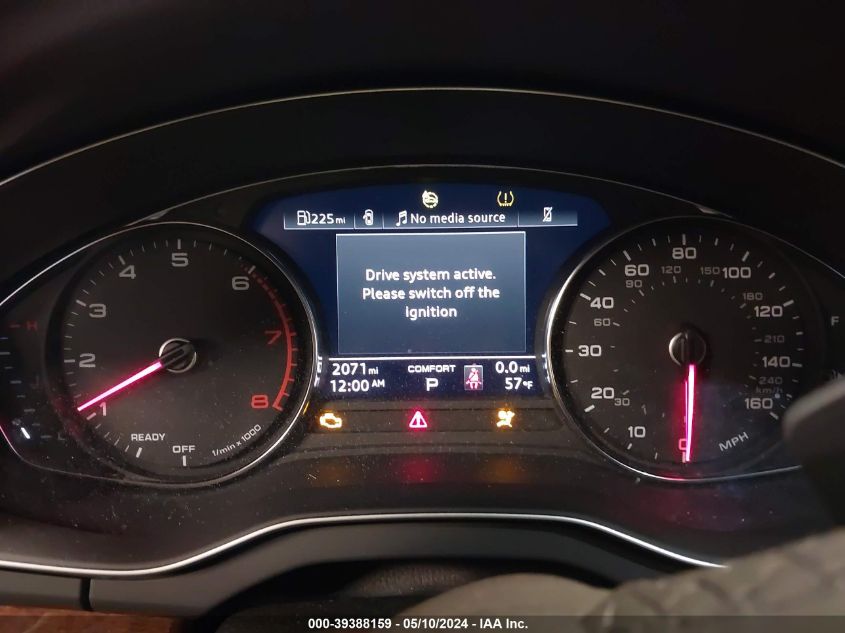 225 mi No media source
Drive system active.
Please switch off the
ignition
2071 mi COMFORT 0.0 mi
12:00 AM P 57°F
1 2 3 4 5 6 7 8
READY
OFF
1/min x 1000
H
0 10 20 30 40 60 80 100 120 140 160
30 60 90 120 150 180 210 240
km/h
MPH
F
000-39388159 / 05/10/2024 - IAA Inc.